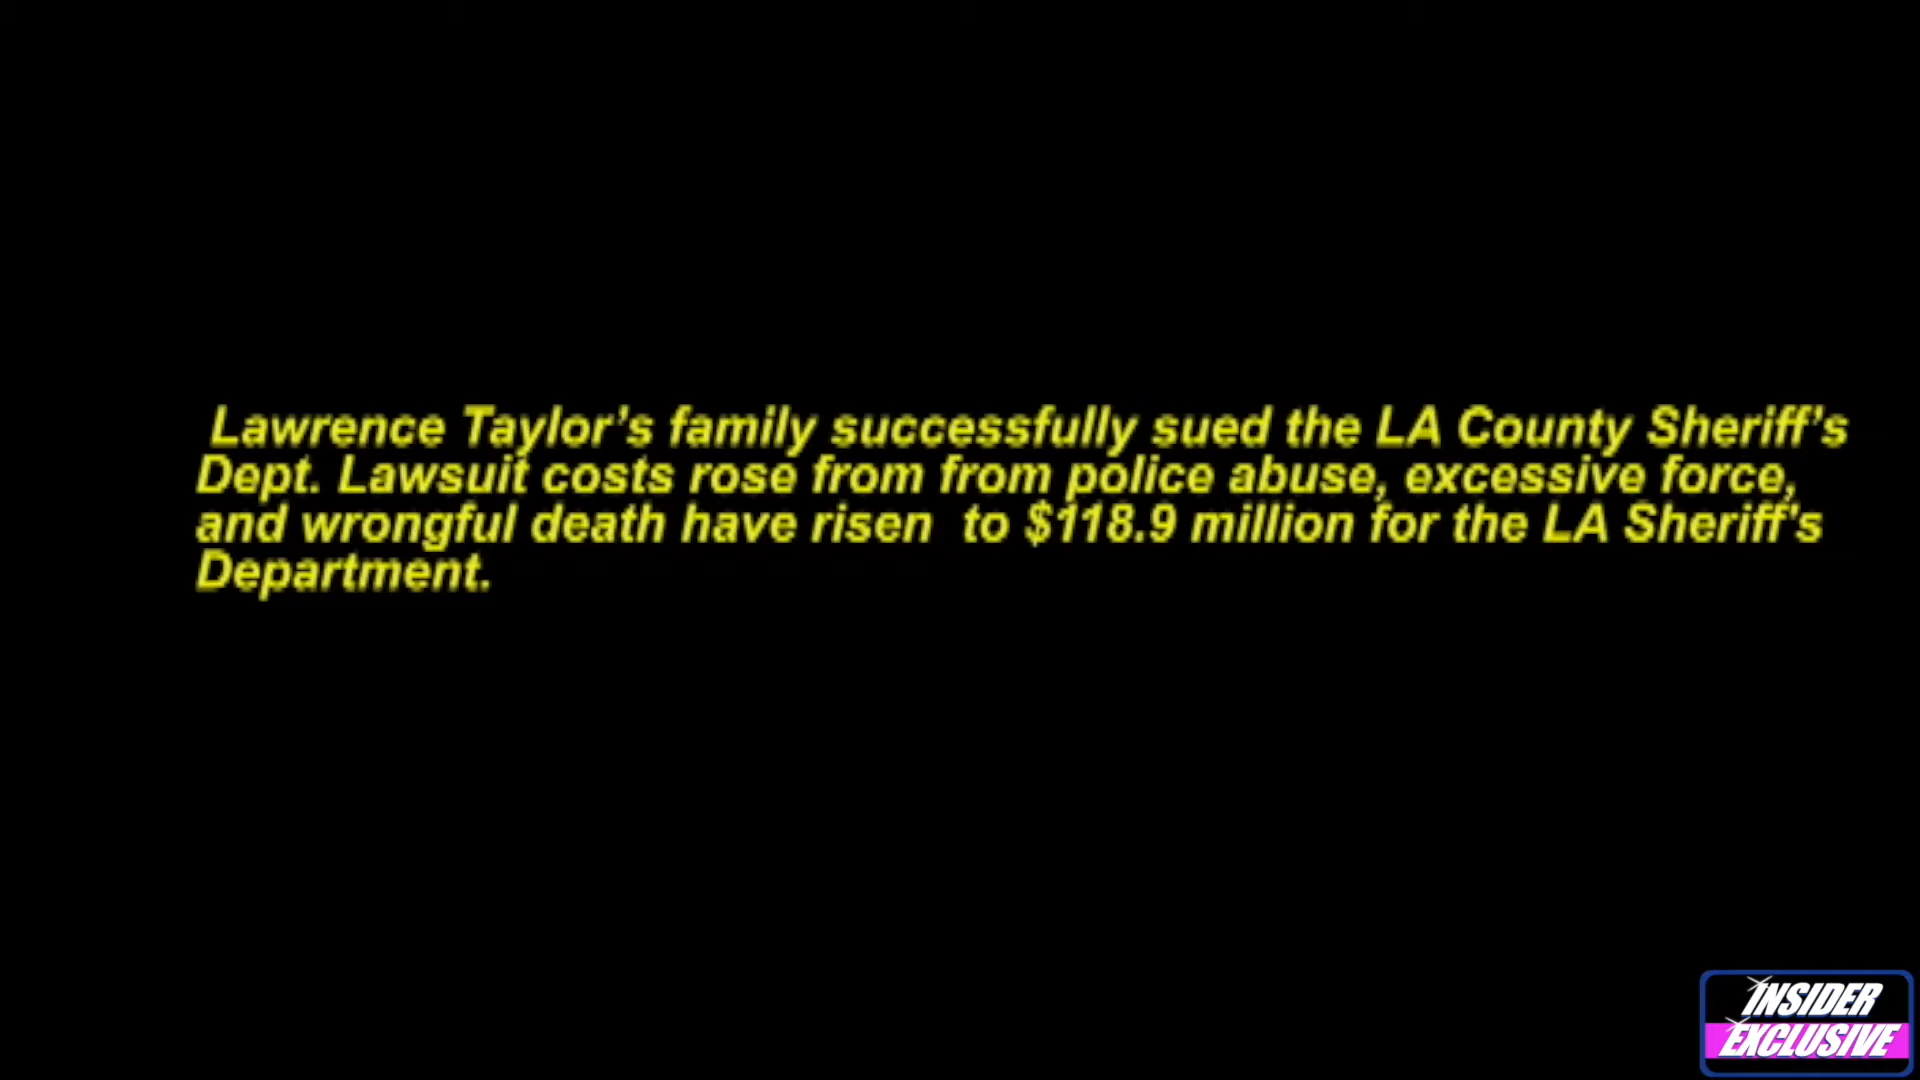 Lawrence Taylor’s family successfully sued the LA County Sheriff’s
Dept. Lawsuit costs rose from from police abuse, excessive force,
and wrongful death have risen  to $118.9 million for the LA Sheriff's
Department.
INSIDER
EXCLUSIVE